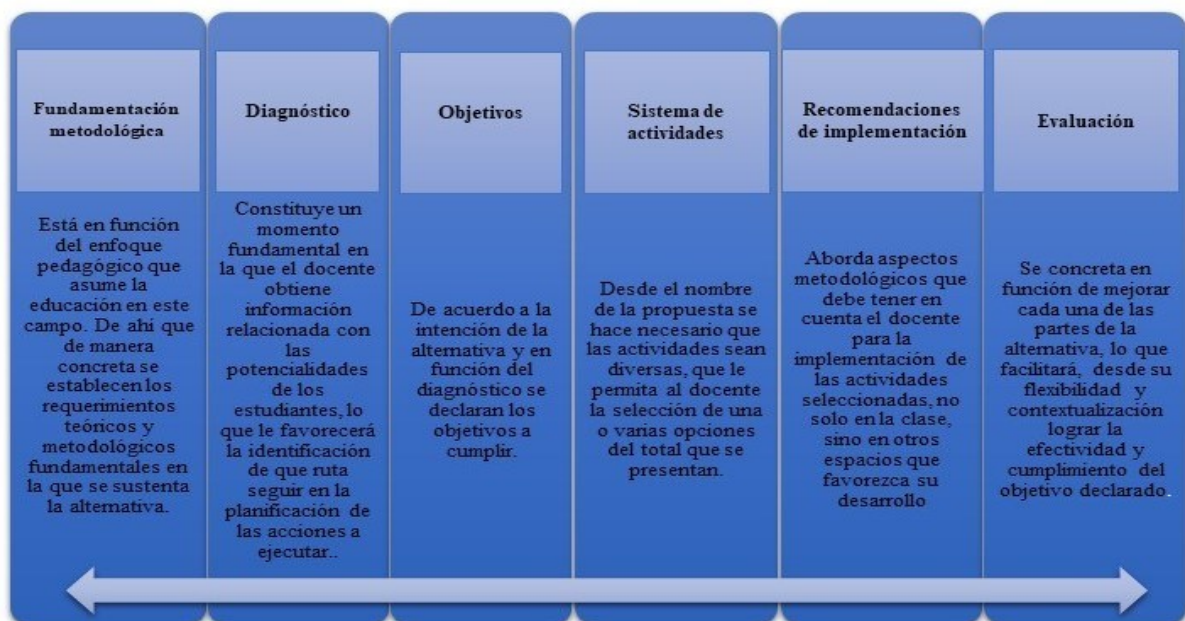 Fundamentación
metodológica
Está en función
del enfoque
pedagógico que
asume la
educación en este
campo. De ahí que
de manera
concreta se
establecen los
requerimientos
teóricos y
metodológicos
fundamentales en
la que se sustenta
la alternativa.
Diagnóstico
Constituye un
momento
fundamental en
la que el docente
obtiene
información
relacionada con
las
potencialidades
de los
estudiantes, lo
que le favorecerá
la identificación
de que ruta
seguir en la
planificación de
las acciones a
ejecutar..
Objetivos
De acuerdo a la
intención de la
alternativa y en
función del
diagnóstico se
declaran los
objetivos a
cumplir.
Sistema de
actividades
Desde el nombre
de la propuesta se
hace necesario que
las actividades sean
diversas, que le
permita al docente
la selección de una
o varias opciones
del total que se
presentan.
Recomendaciones
de implementación
Aborda aspectos
metodológicos que
debe tener en
cuenta el docente
para la
implementación de
las actividades
seleccionadas, no
solo en la clase,
sino en otros
espacios que
favorezca su
desarrollo
Evaluación
Se concreta en
función de mejorar
cada una de las
partes de la
alternativa, lo que
facilitará, desde su
flexibilidad y
contextualización
lograr la
efectividad y
cumplimiento del
objetivo declarado.